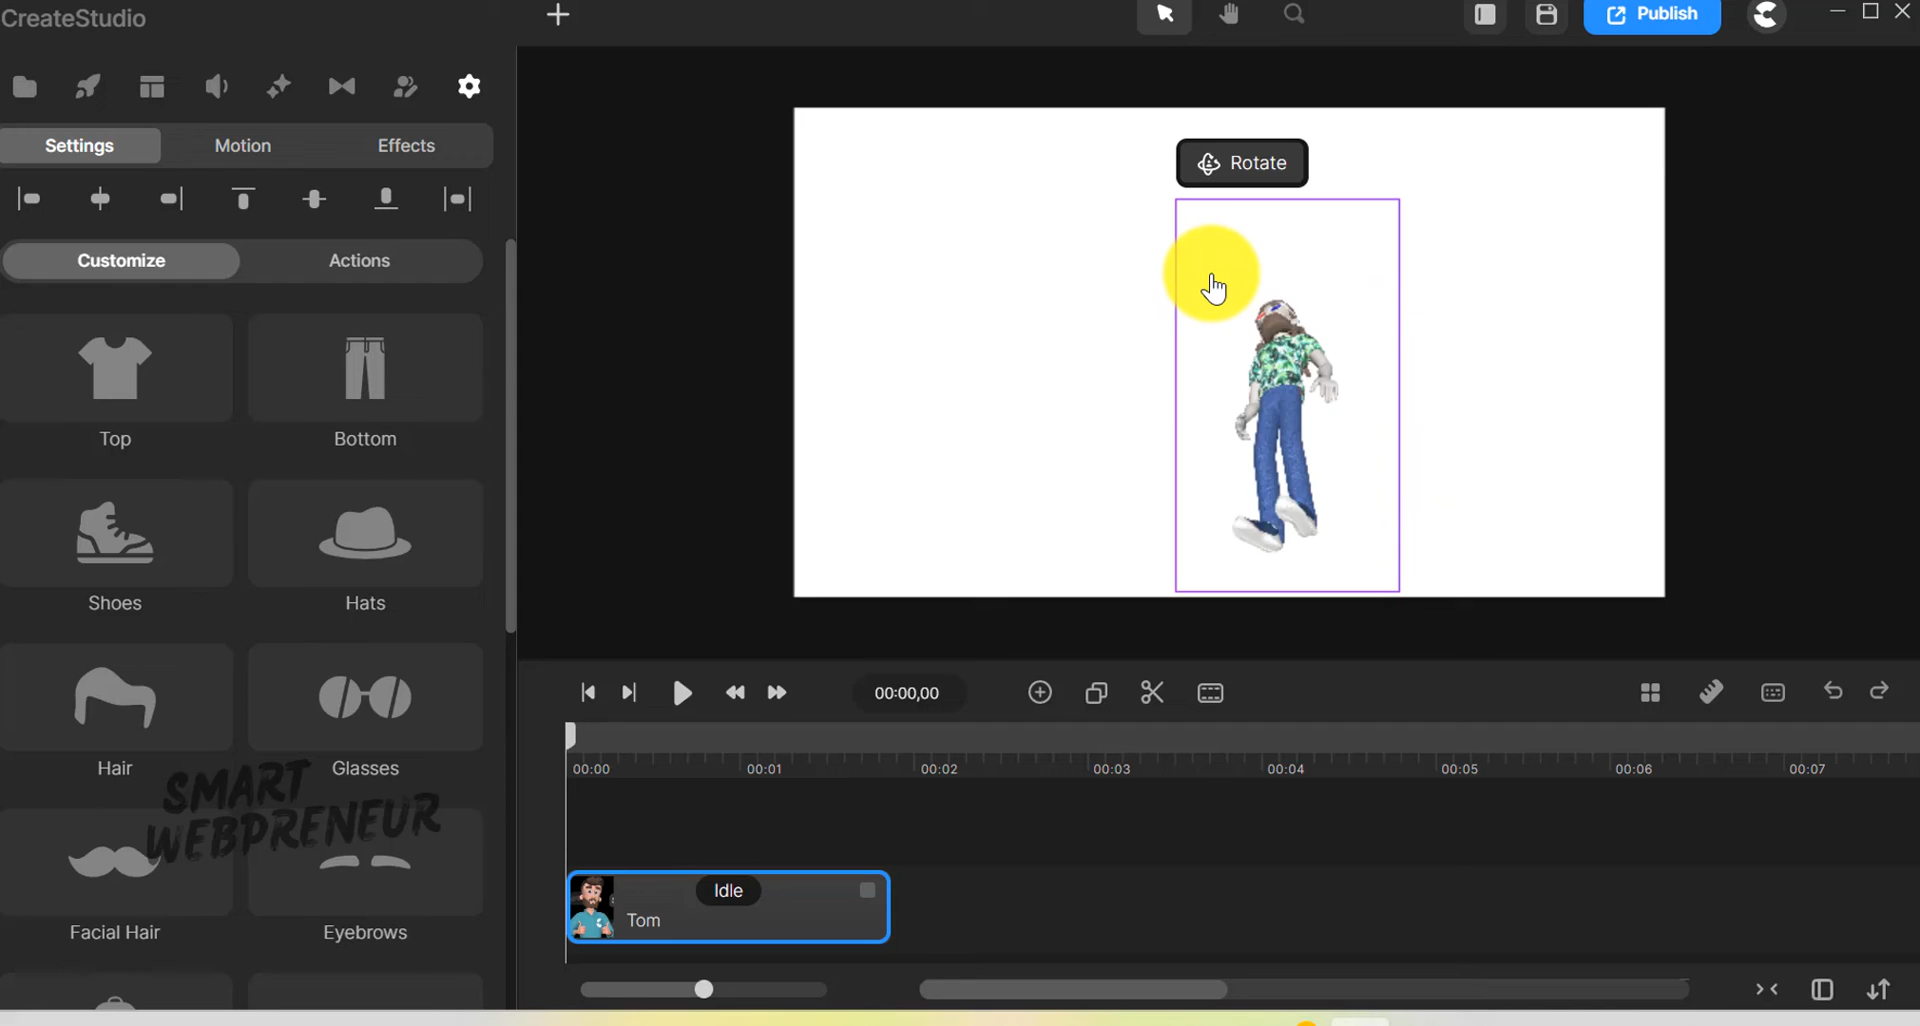 CreateStudio
Publish
Settings
Motion
Effects
Rotate
Customize
Actions
Top
Bottom
Shoes
Hats
Hair
Glasses
SMART
WEBPRENEUR
Facial Hair
Eyebrows
00:00,00
00:00
00:01
00:02
00:03
00:04
00:05
00:06
00:07
Idle
Tom